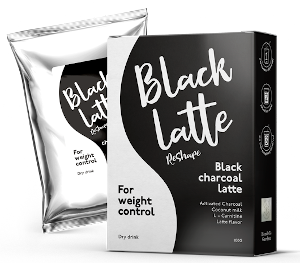 Black
latte
ReShape
For
weight
control
Dry drink
Black
latte
ReShape
Black
charcoal
latte
For
weight
control
Activated Charcoal
Coconut milk
L - Carnitine
Latte flavor
Dry drink
100G